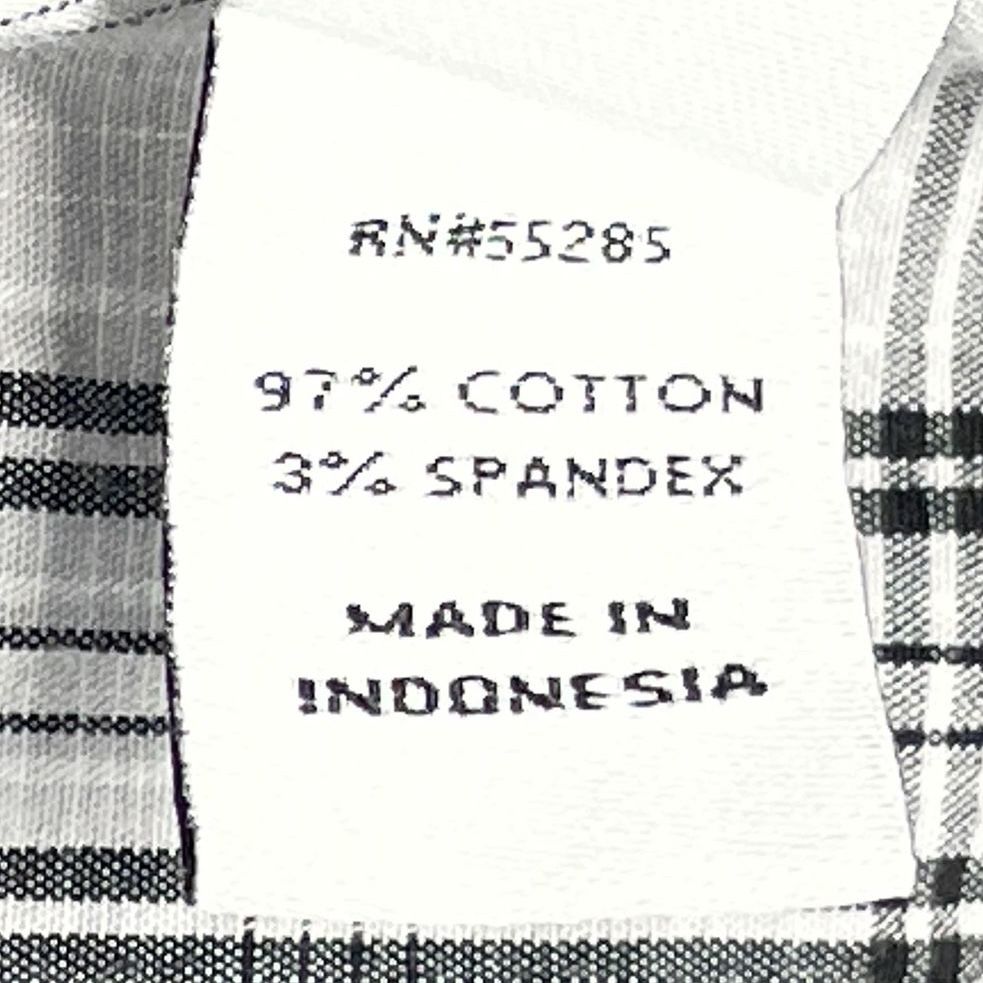 RN#55285
97% COTTON
3% SPANDEX
MADE IN
INDONESIA